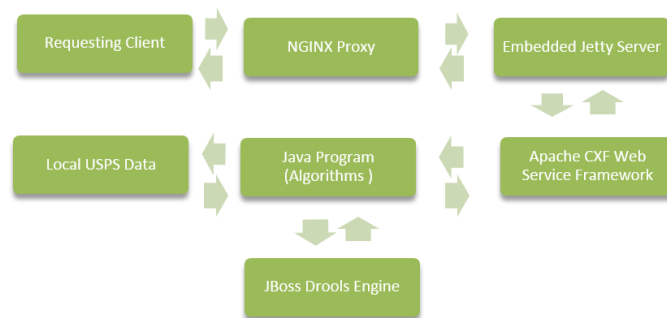 Requesting Client
NGINX Proxy
Embedded Jetty Server
Local USPS Data
Java Program
(Algorithms )
Apache CXF Web
Service Framework
JBoss Drools Engine